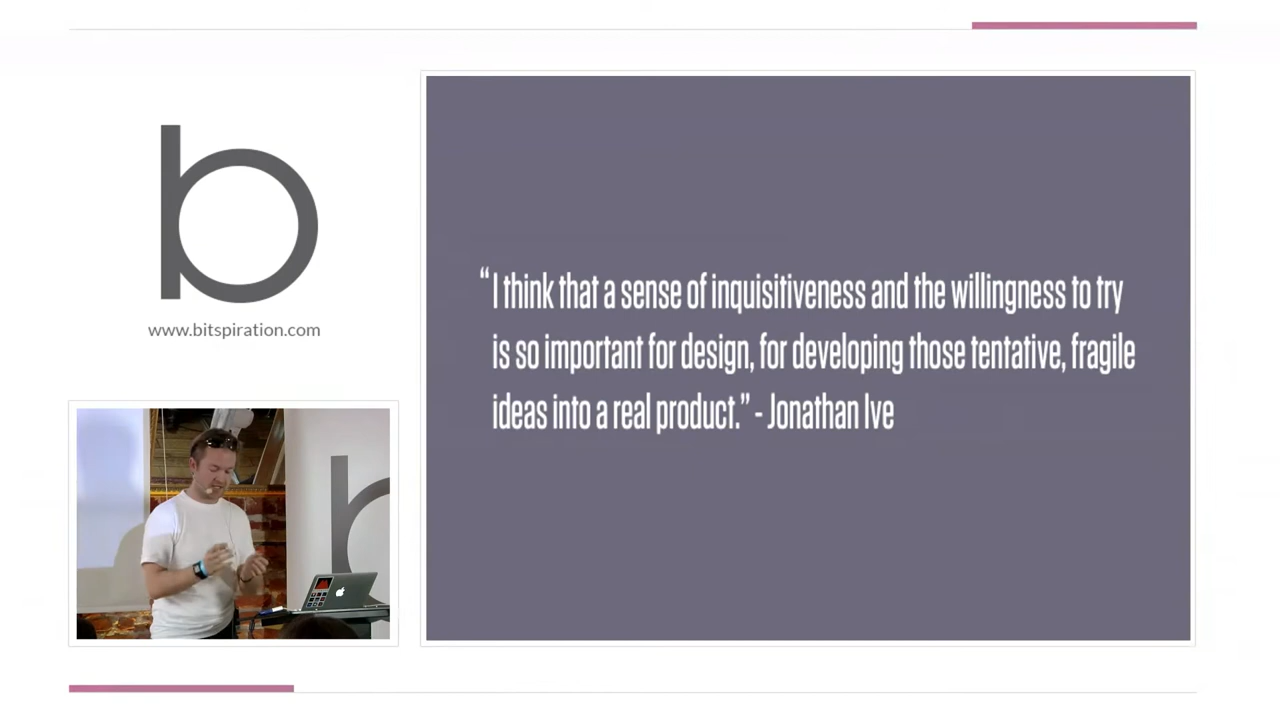 b
www.bitspiration.com
“I think that a sense of inquisitiveness and the willingness to try
is so important for design, for developing those tentative, fragile
ideas into a real product.” - Jonathan Ive
b